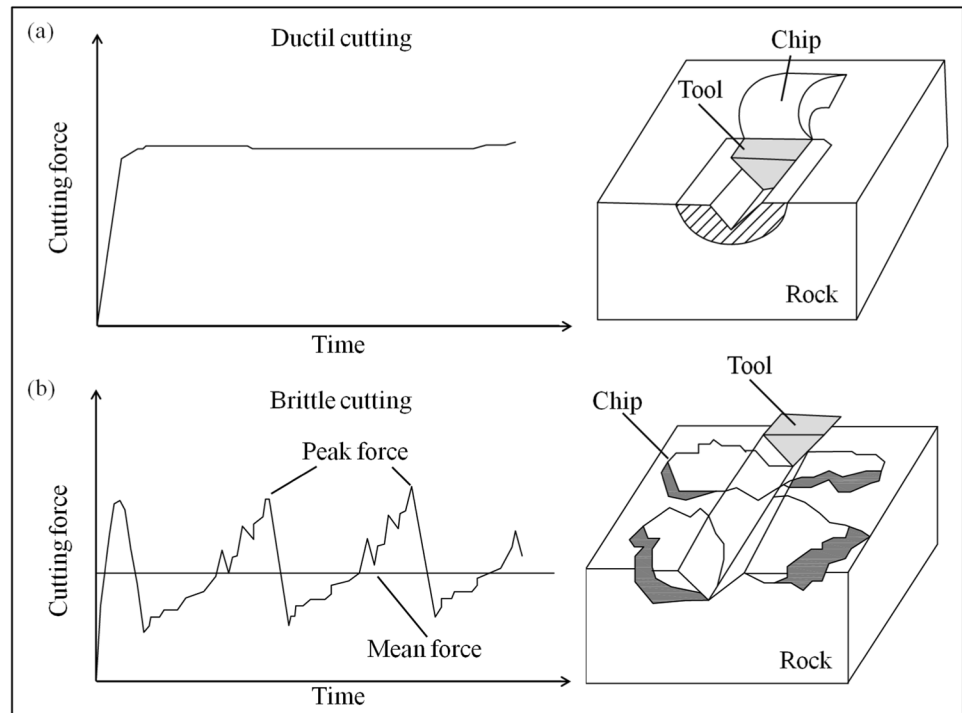 (a)
Ductil cutting
Cutting force
Time
Chip
Tool
Rock
(b)
Brittle cutting
Peak force
Cutting force
Mean force
Time
Tool
Chip
Rock